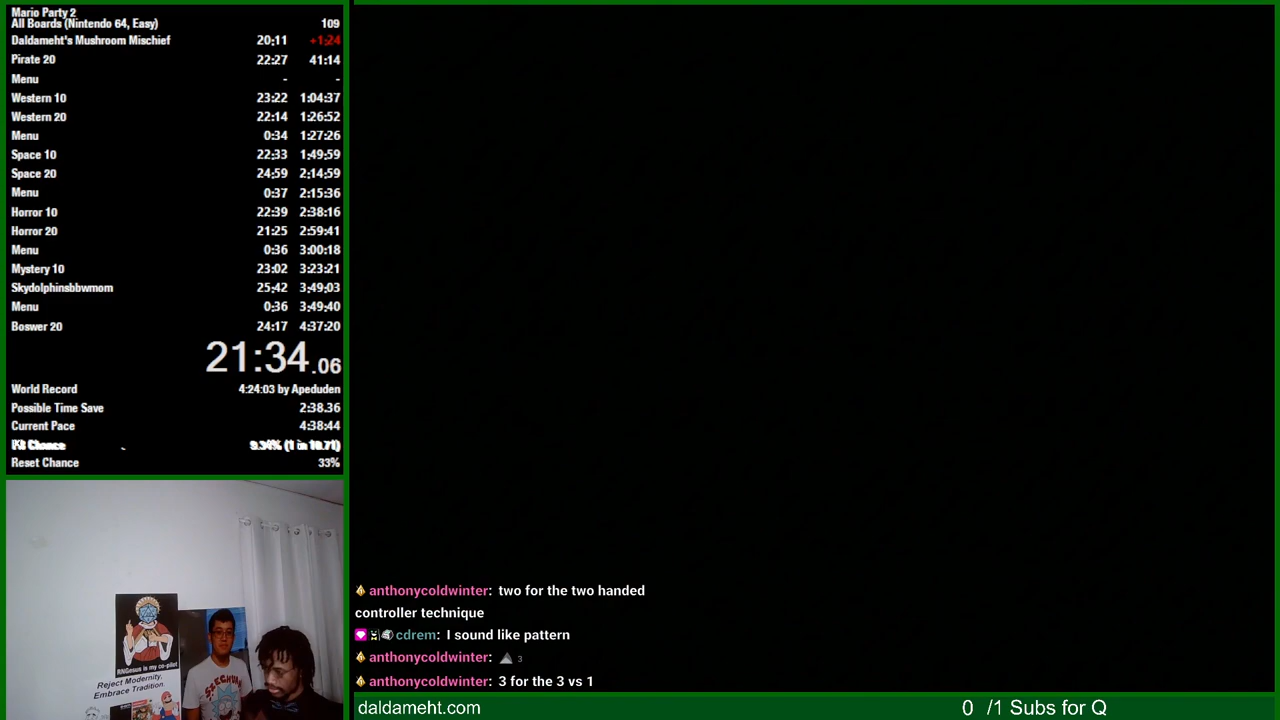 Mario Party 2
All Boards (Nintendo 64, Easy) 109
Daldameht's Mushroom Mischief 20:11 +1:24
Pirate 20 22:27 41:14
Menu - -
Western 10 23:22 1:04:37
Western 20 22:14 1:26:52
Menu 0:34 1:27:26
Space 10 22:33 1:49:59
Space 20 24:59 2:14:59
Menu 0:37 2:15:36
Horror 10 22:39 2:38:16
Horror 20 21:25 2:59:41
Menu 0:36 3:00:18
Mystery 10 23:02 3:23:21
Skydolphinsbbwmom 25:42 3:49:03
Menu 0:36 3:49:40
Boswer 20 24:17 4:37:20
21:34.06
World Record 4:24:03 by Apeduden
Possible Time Save 2:38.36
Current Pace 4:38:44
Chance
Reset Chance 33%
RNGesus is my co-pilot
Reject Modernity,
Embrace Tradition.
anthonycoldwinter: two for the two handed
controller technique
cdrem: I sound like pattern
anthonycoldwinter: 3
anthonycoldwinter: 3 for the 3 vs 1
daldameht.com 0 /1 Subs for Q